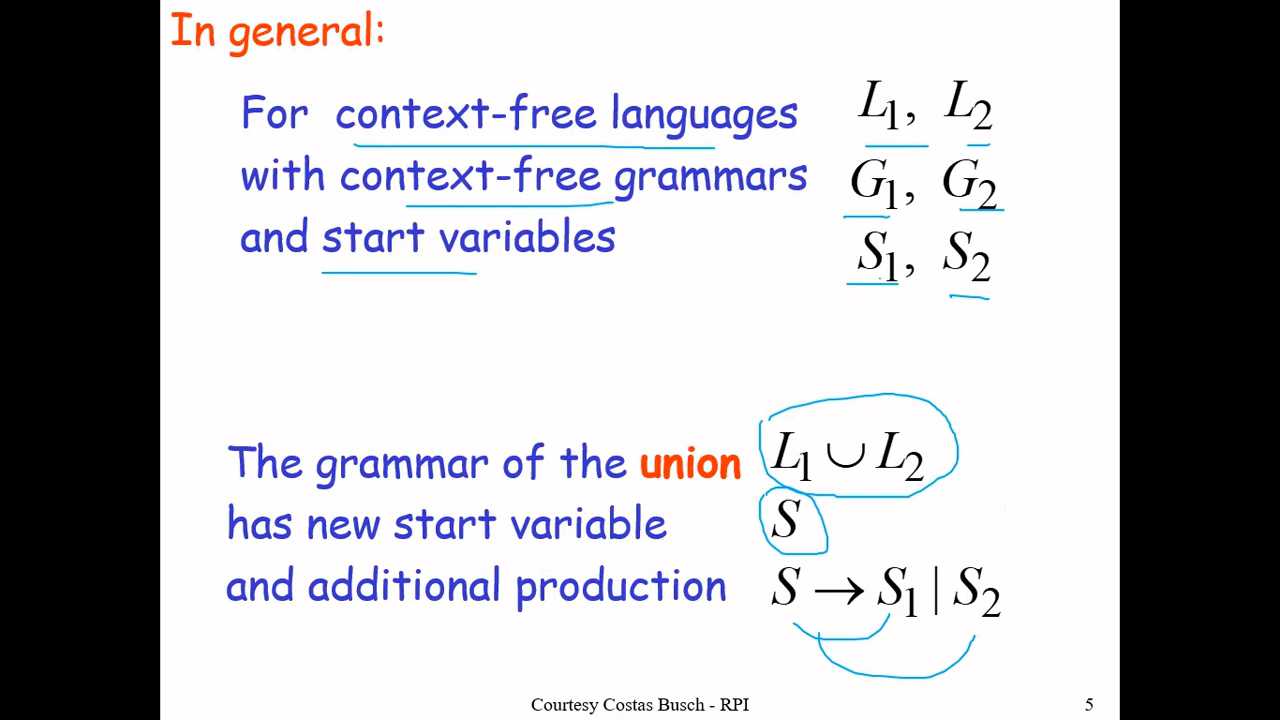 In general:
For context-free languages L₁, L₂
with context-free grammars G₁, G₂
and start variables S₁, S₂
The grammar of the union L₁ ∪ L₂
has new start variable S
and additional production S → S₁ | S₂
Courtesy Costas Busch - RPI 5